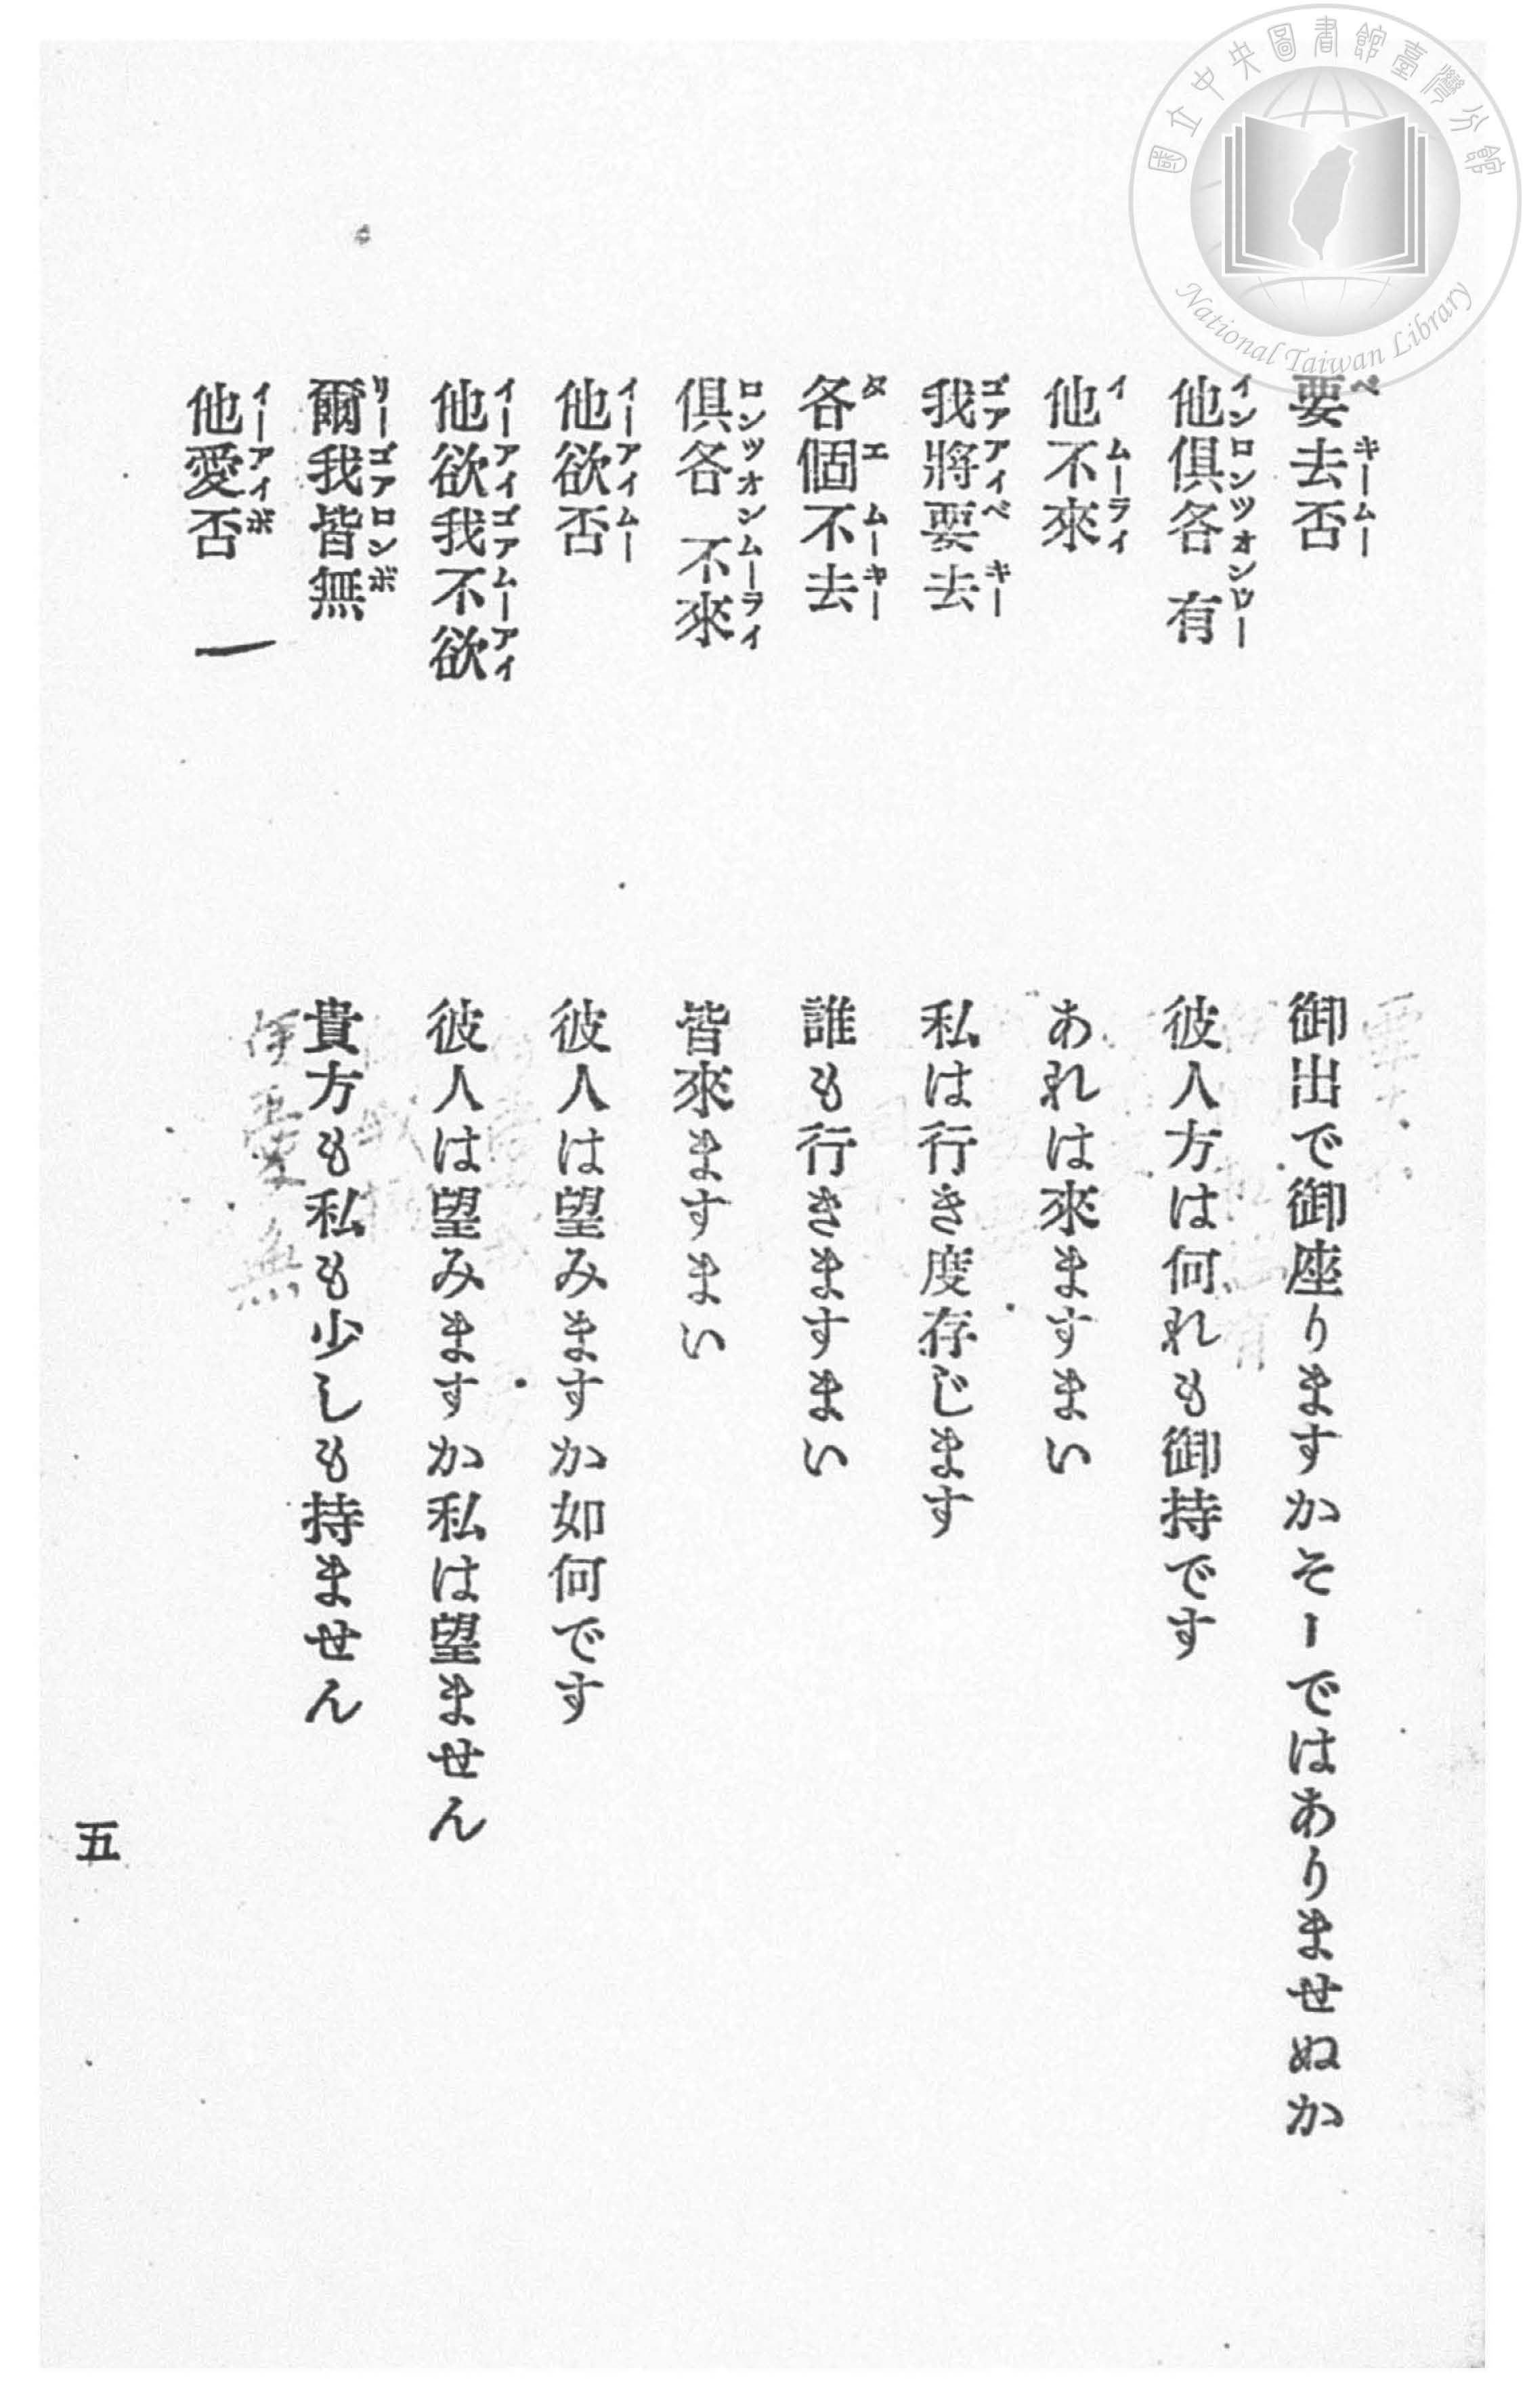 國立中央圖書館臺灣分館
National Taiwan Library
要去否
ベキームー
御出で御座りますかそーではありませぬか
他俱各有
インロンツオンウー
彼人方は何れも御持です
他不來
イムーライ
あれは來ますまい
我將要去
ゴアアイベキー
私は行き度存じます
各個不去
タエムーキー
誰も行きますまい
俱各不來
ロンツオンムーライ
皆來ますまい
他欲否
イーアイムー
彼人は望みますか如何です
他欲我不欲
イーアイゴアムーアイ
彼人は望みますか私は望ません
爾我皆無
リーゴアロンボ
貴方も私も少しも持ません
他愛否
イーアイボ
伊愛無
五